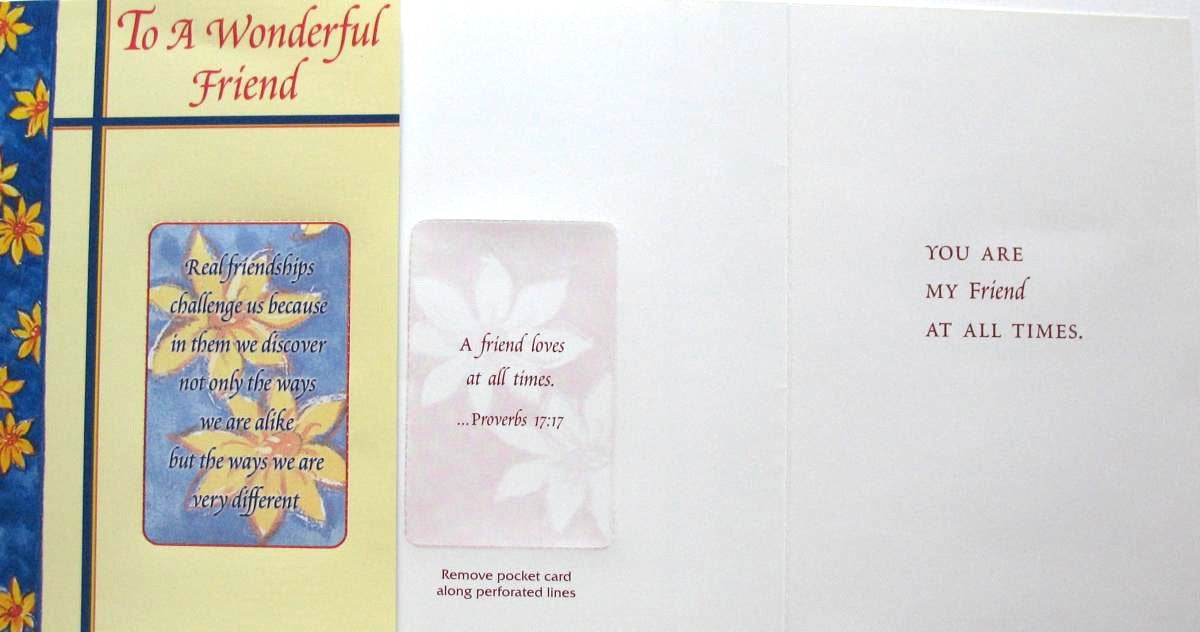 To A Wonderful
Friend
Real friendships
challenge us because
in them we discover
not only the ways
we are alike
but the ways we are
very different
A friend loves
at all times.
...Proverbs 17:17
Remove pocket card
along perforated lines
YOU ARE
MY Friend
AT ALL TIMES.